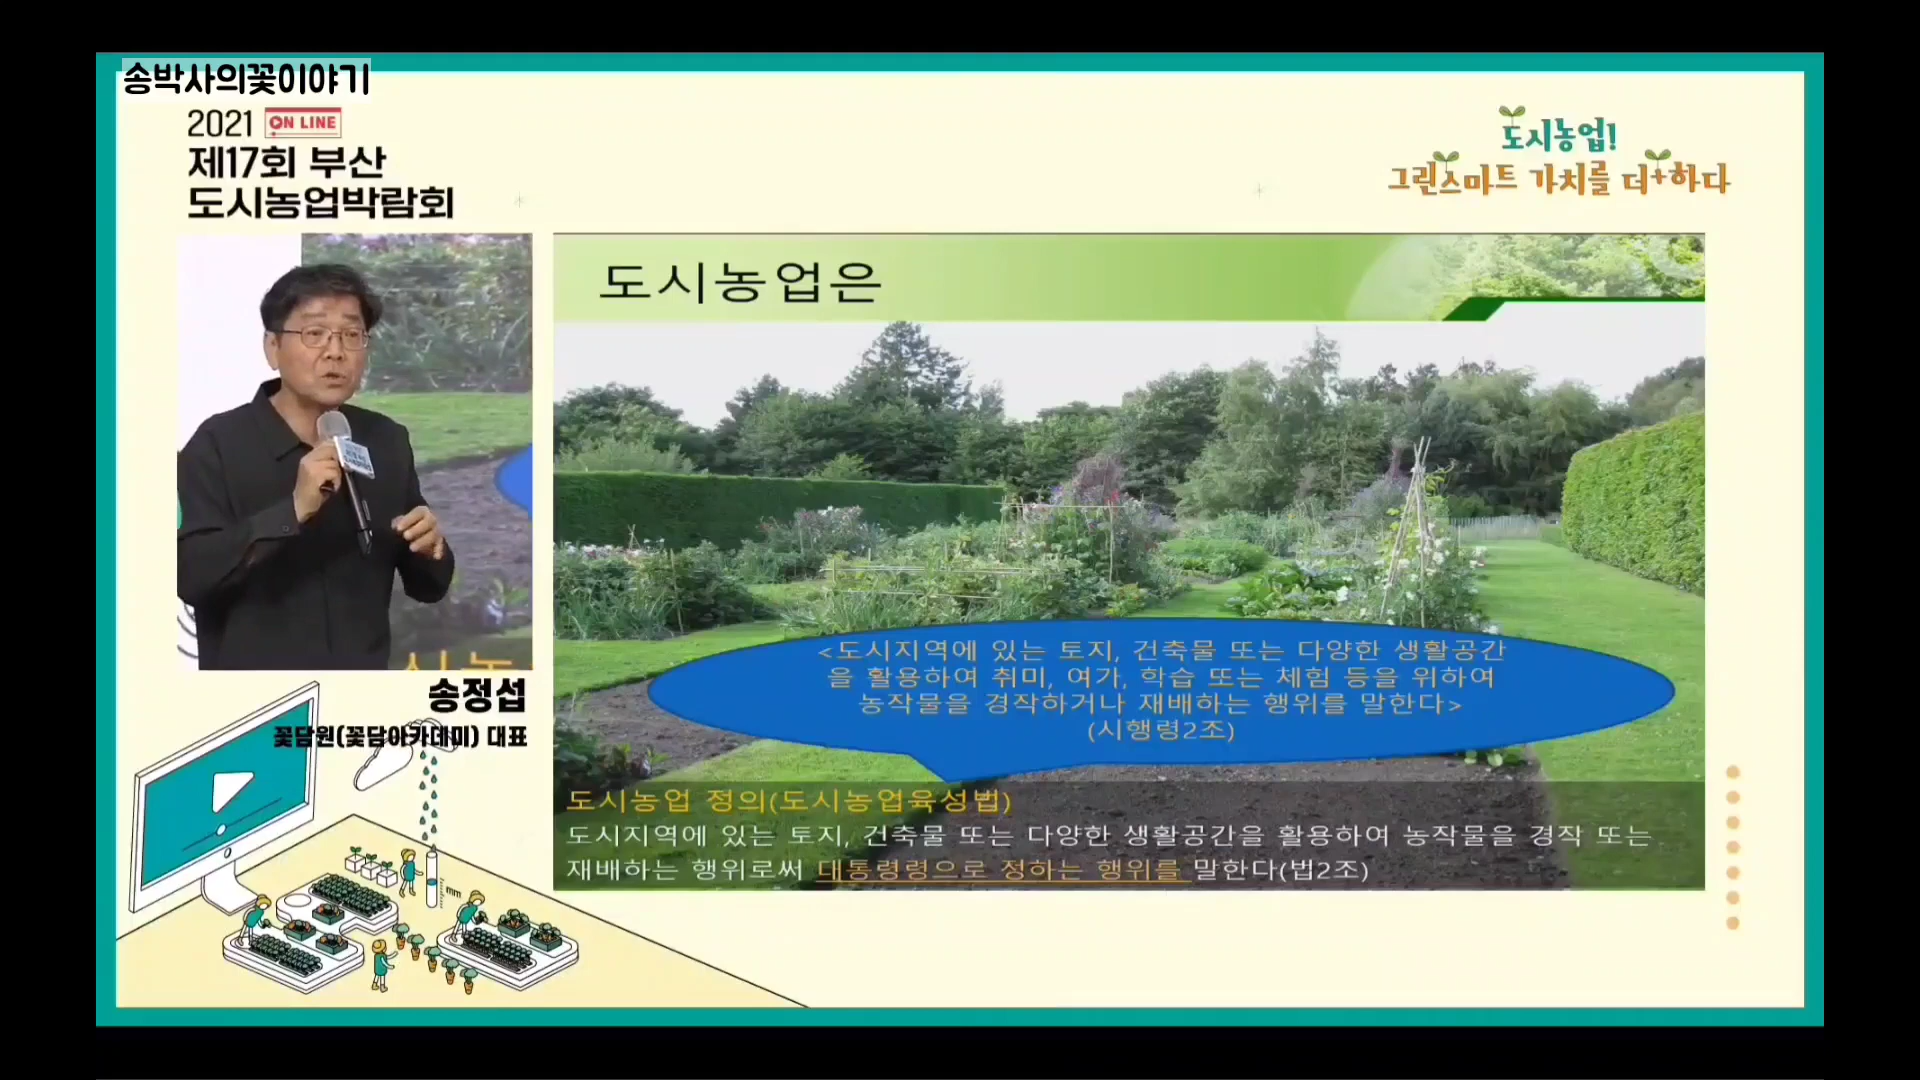 송박사의꽃이야기
2021 ON LINE
제17회 부산
도시농업박람회
도시농업!
그린스마트 가치를 더+하다
도시농업은
<도시지역에 있는 토지, 건축물 또는 다양한 생활공간
을 활용하여 취미, 여가, 학습 또는 체험 등을 위하여
농작물을 경작하거나 재배하는 행위를 말한다>
(시행령2조)
송정섭
꽃담원(꽃담아카데미) 대표
mm
도시농업 정의(도시농업육성법)
도시지역에 있는 토지, 건축물 또는 다양한 생활공간을 활용하여 농작물을 경작 또는
재배하는 행위로써 대통령령으로 정하는 행위를 말한다(법2조)